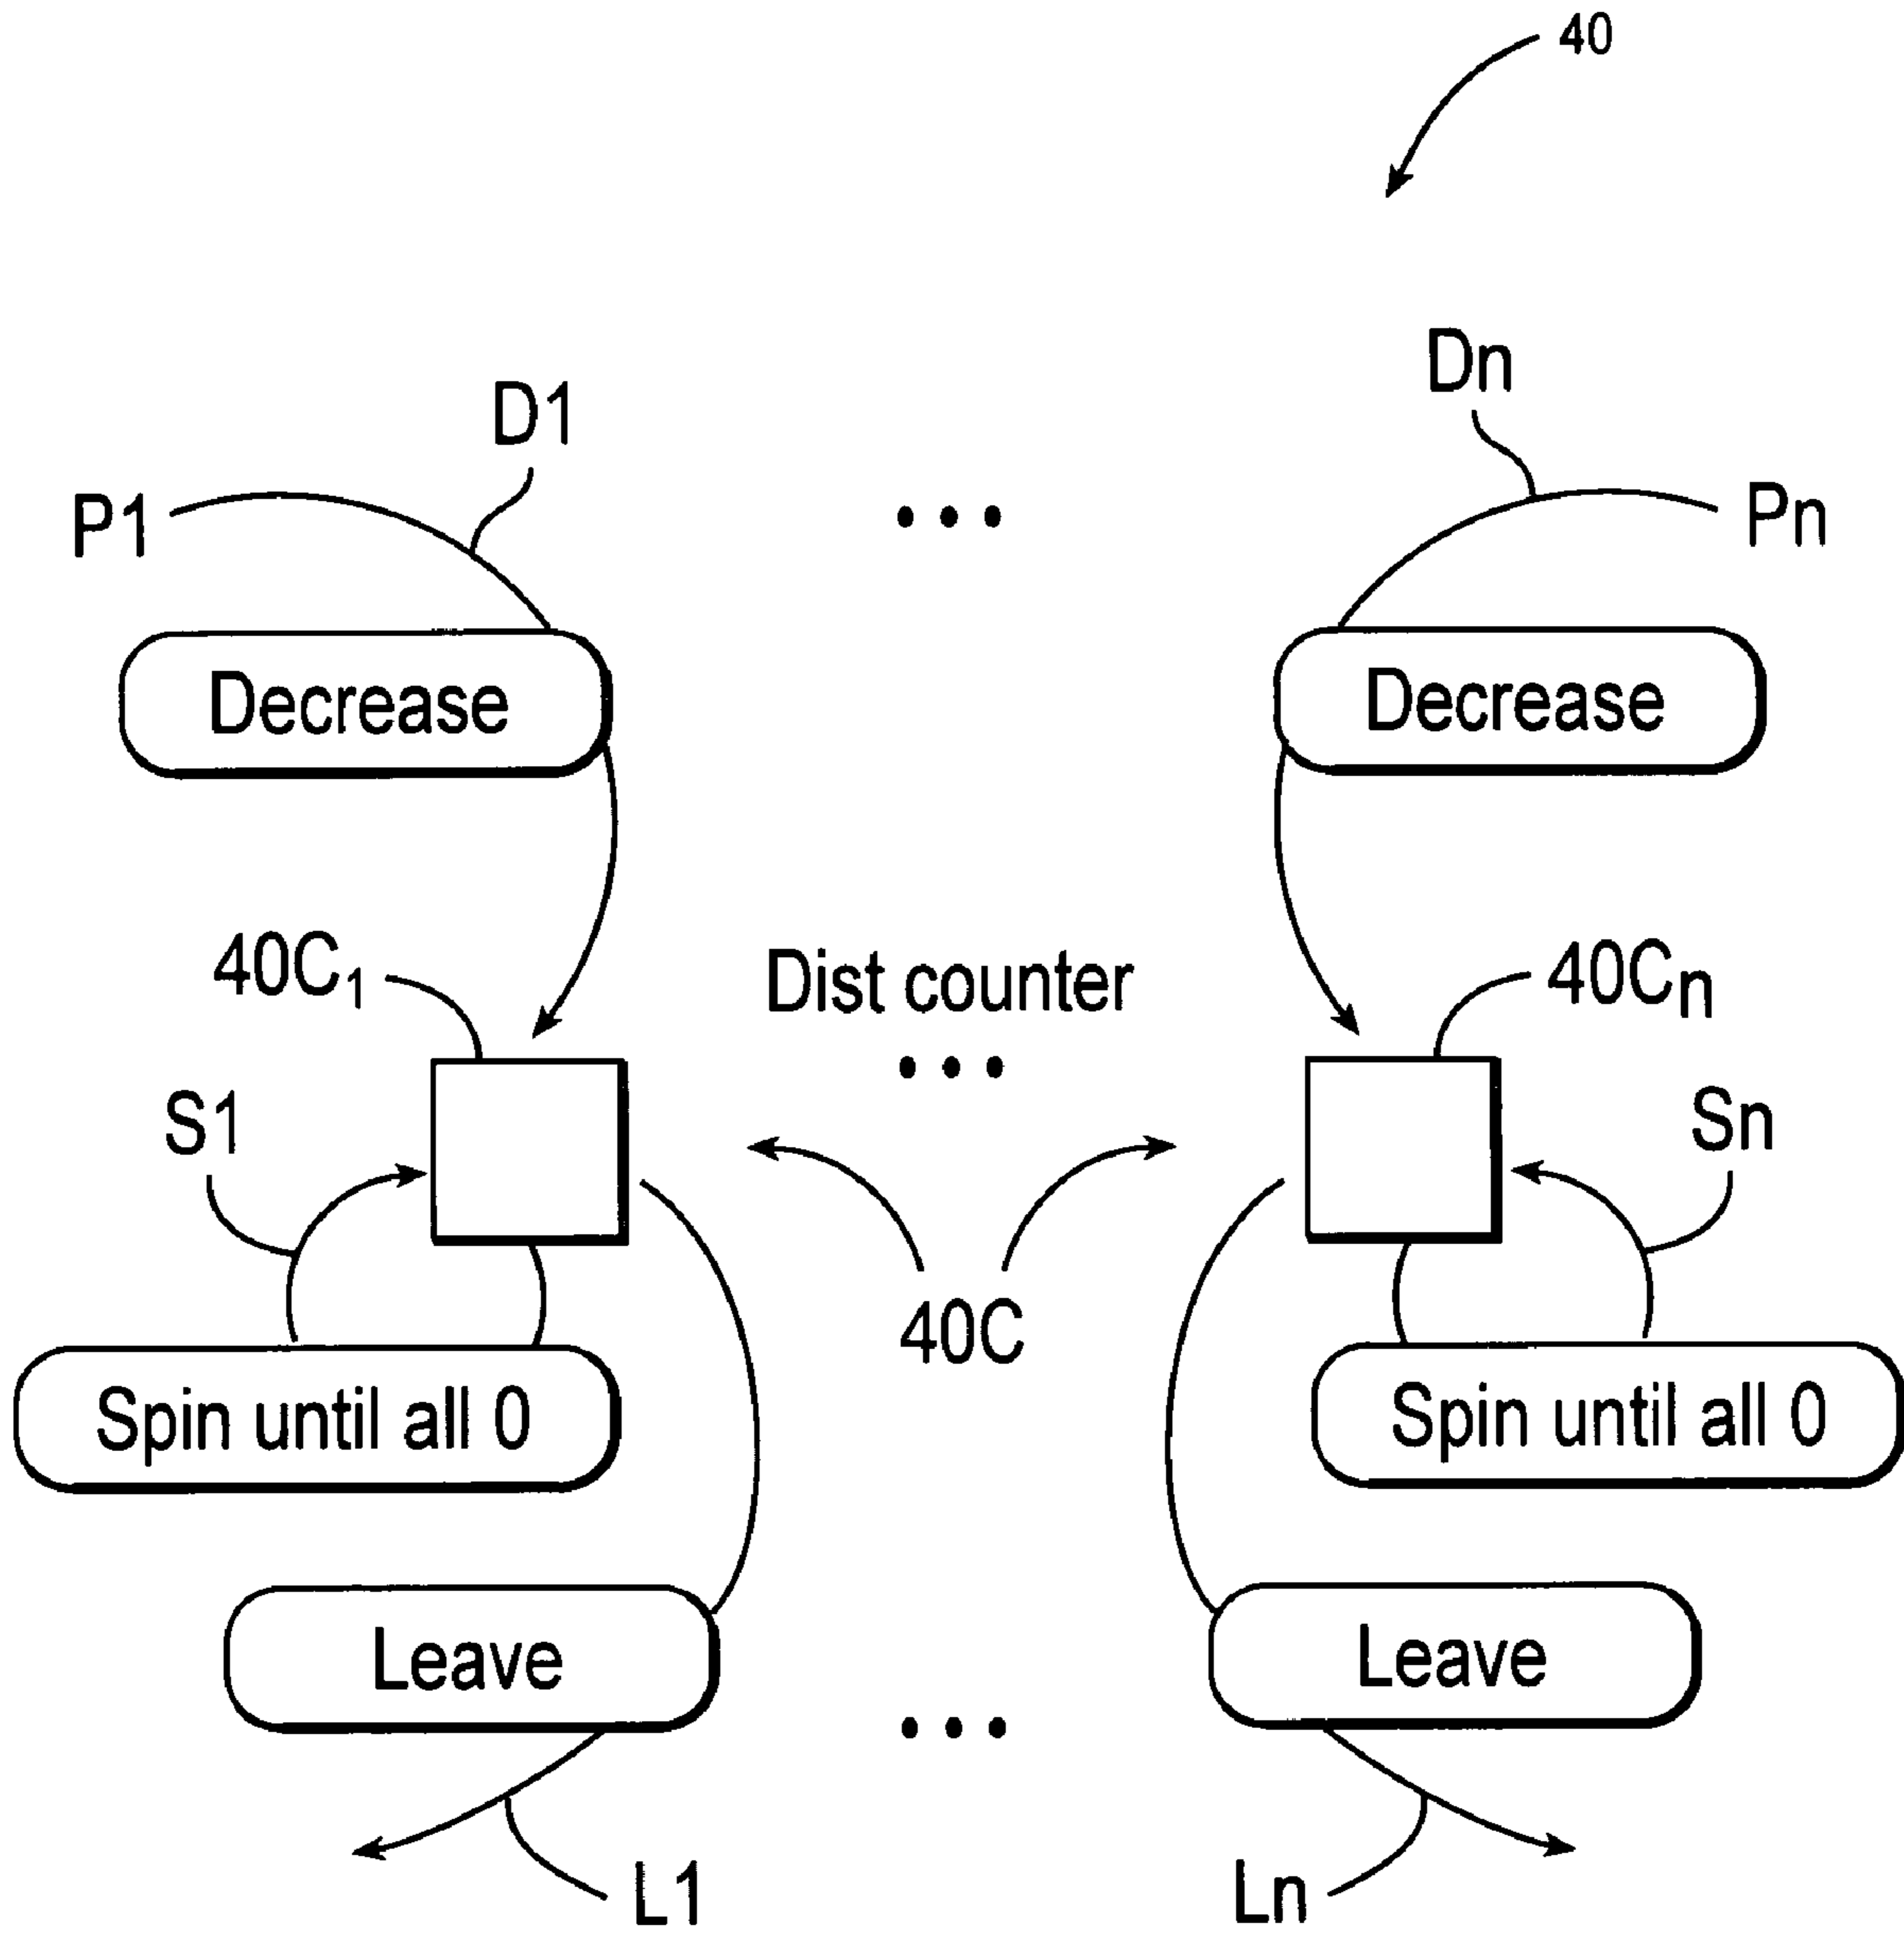 40
Dn
D1
P1
Pn
Decrease
Decrease
40C₁
Dist counter
40Cₙ
S1
Sn
40C
Spin until all 0
Spin until all 0
Leave
Leave
L1
Ln